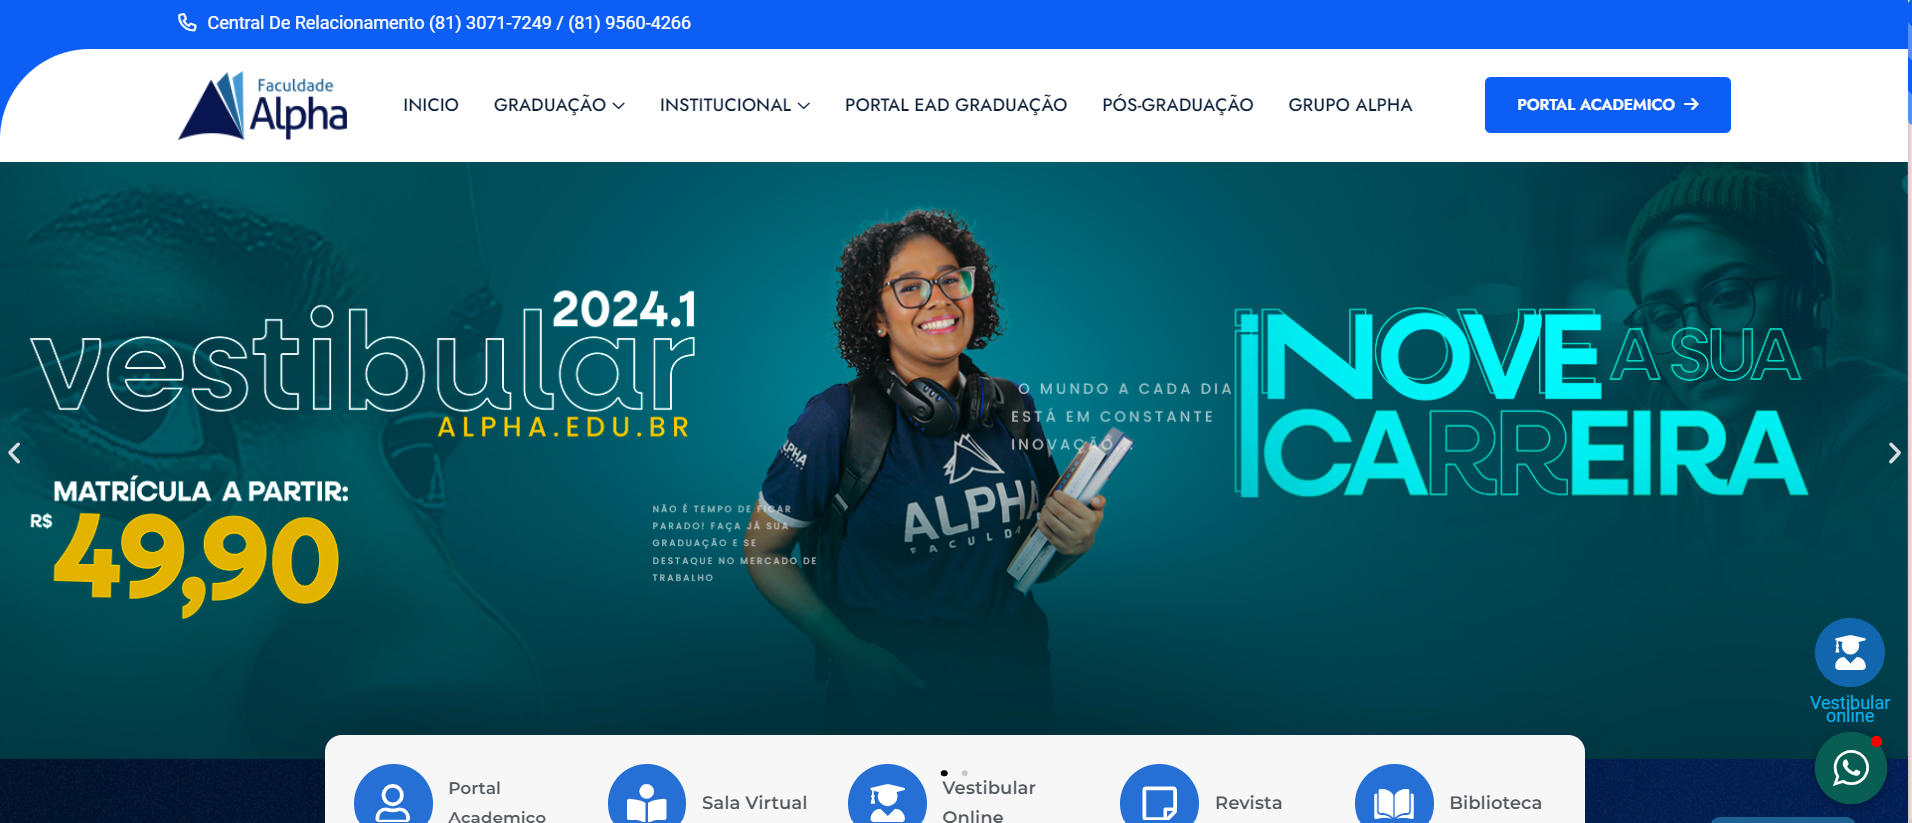 Central De Relacionamento (81) 3071-7249 / (81) 9560-4266
Faculdade
Alpha
INICIO
GRADUAÇÃO
INSTITUCIONAL
PORTAL EAD GRADUAÇÃO
PÓS-GRADUAÇÃO
GRUPO ALPHA
PORTAL ACADEMICO
2024.1
vestibular
ALPHA.EDU.BR
MATRÍCULA A PARTIR:
R$ 49,90
NÃO É TEMPO DE FICAR
PARADO! FAÇA JÁ SUA
GRADUAÇÃO E SE
DESTAQUE NO MERCADO DE
TRABALHO
ALPHA
ALPHA
FACULDA
O MUNDO A CADA DIA
ESTÁ EM CONSTANTE
INOVAÇÃO...
INOVE A SUA
CARREIRA
Vestibular
online
Portal
Academico
Sala Virtual
Vestibular
Online
Revista
Biblioteca